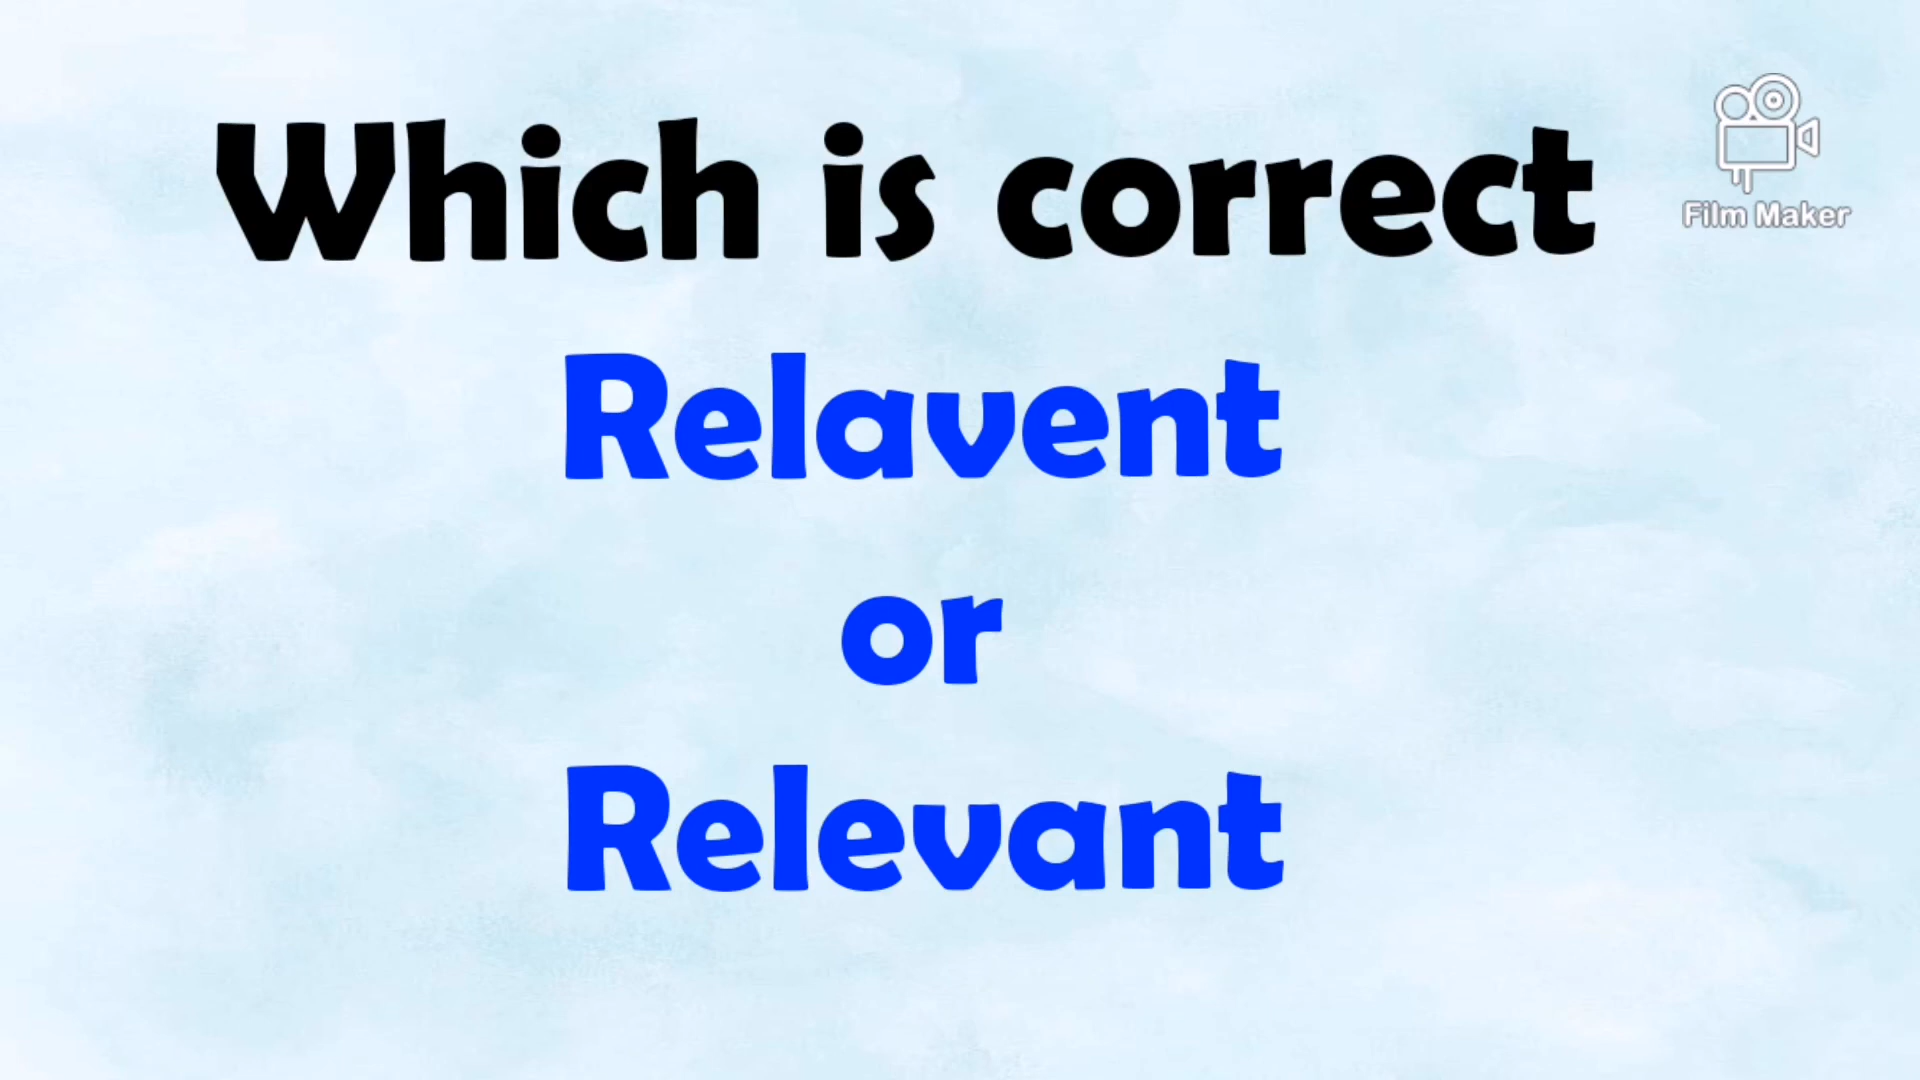 Which is correct
Film Maker
Relavent
or
Relevant